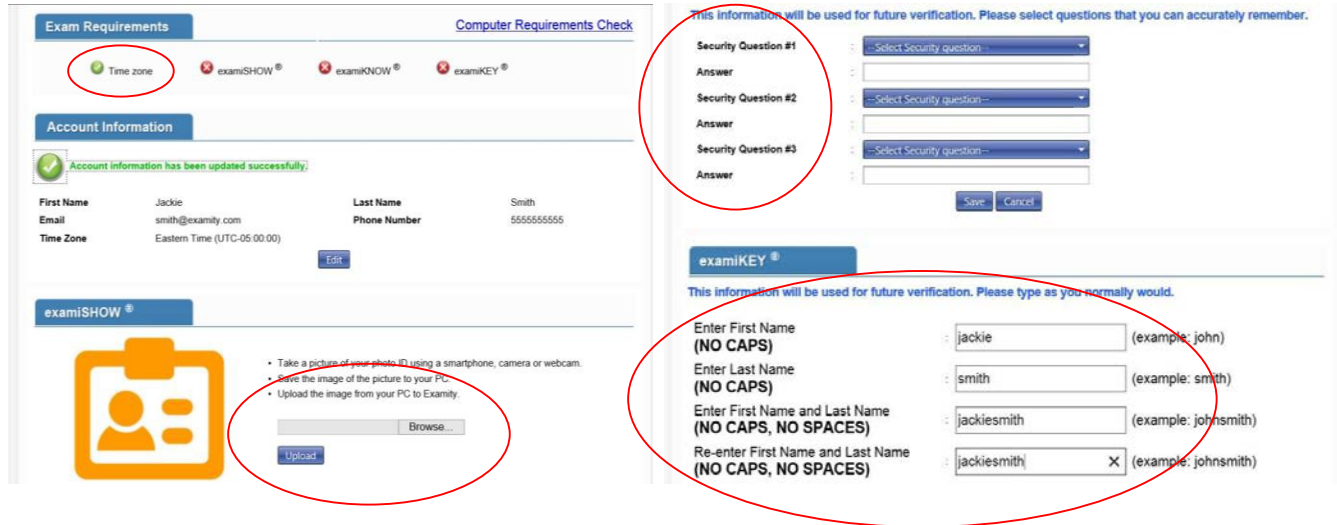 Exam Requirements
Computer Requirements Check
Time zone
examiSHOW ®
examiKNOW ®
examiKEY ®
Account Information
Account information has been updated successfully.
First Name Jackie Last Name Smith
Email smith@examity.com Phone Number 5555555555
Time Zone Eastern Time (UTC-05:00:00)
Edit
examiSHOW ®
• Take a picture of your photo ID using a smartphone, camera or webcam.
• Save the image of the picture to your PC.
• Upload the image from your PC to Examity.
Browse...
Upload
This information will be used for future verification. Please select questions that you can accurately remember.
Security Question #1 : --Select Security question--
Answer :
Security Question #2 : --Select Security question--
Answer :
Security Question #3 : --Select Security question--
Answer :
Save Cancel
examiKEY ®
This information will be used for future verification. Please type as you normally would.
Enter First Name
(NO CAPS) : jackie (example: john)
Enter Last Name
(NO CAPS) : smith (example: smith)
Enter First Name and Last Name
(NO CAPS, NO SPACES) : jackiesmith (example: johnsmith)
Re-enter First Name and Last Name
(NO CAPS, NO SPACES) : jackiesmith (example: johnsmith)